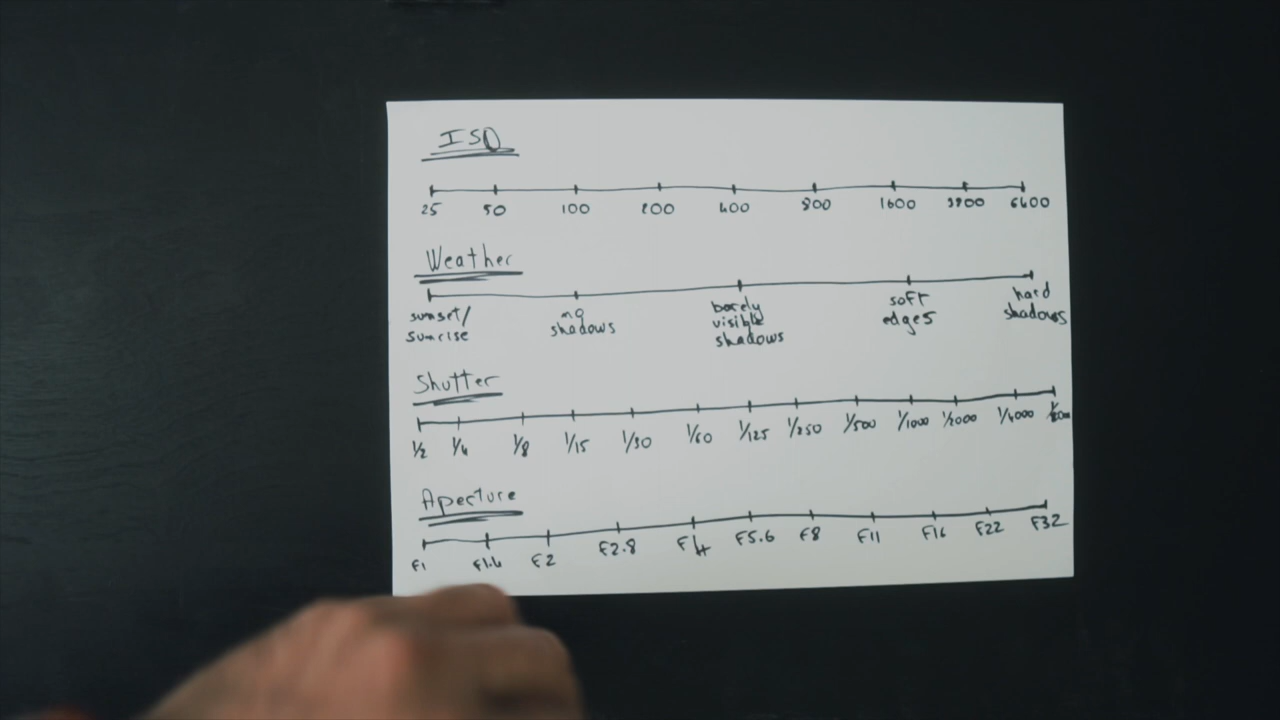 ISO
25 50 100 200 400 800 1600 3200 6400
Weather
sunset/ no barely soft hard
sunrise shadows visible edges shadows
shadows
Shutter
1/2 1/4 1/8 1/15 1/30 1/60 1/125 1/250 1/500 1/1000 1/2000 1/4000
Aperture
F1 F1.4 F2 F2.8 F4 F5.6 F8 F11 F16 F22 F32